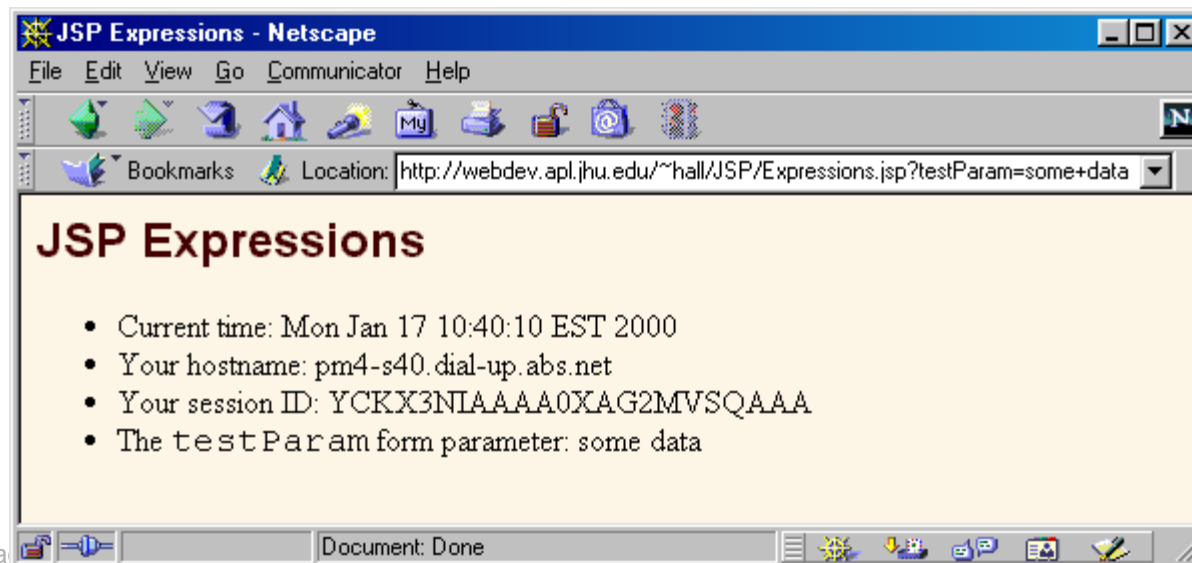 JSP Expressions - Netscape
File Edit View Go Communicator Help
My
N
Bookmarks Location: http://webdev.apl.jhu.edu/~hall/JSP/Expressions.jsp?testParam=some+data
JSP Expressions
• Current time: Mon Jan 17 10:40:10 EST 2000
• Your hostname: pm4-s40.dial-up.abs.net
• Your session ID: YCKX3NIAAAA0XAG2MVSQAAA
• The testParam form parameter: some data
Document: Done